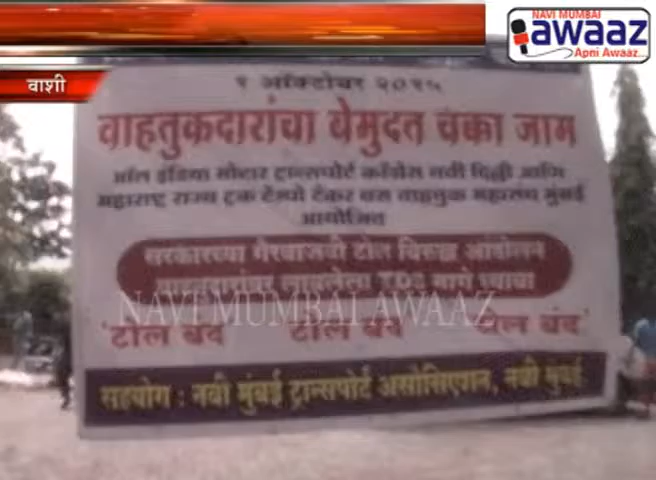 NAVI MUMBAI
awaaz
Apni Awaaz...
वाशी
१ ऑक्टोबर २०१५
वाहतुकदारांचा बेमुदत चक्का जाम
ऑल इंडिया मोटार ट्रान्सपोर्ट काँग्रेस नवी दिल्ली आणि
महाराष्ट्र राज्य ट्रक टेम्पो टँकर बस वाहतुक महासंघ मुंबई
आयोजित
सरकारच्या गैरवाजवी टोल विरुद्ध आंदोलन
लावलेला TDS मागे घ्यावा
NAVI MUMBAI AWAAZ
'टोल बंद टोल बंद टोल बंद'
सहयोग : नवी मुंबई ट्रान्सपोर्ट असोसिएशन, नवी मुंबई